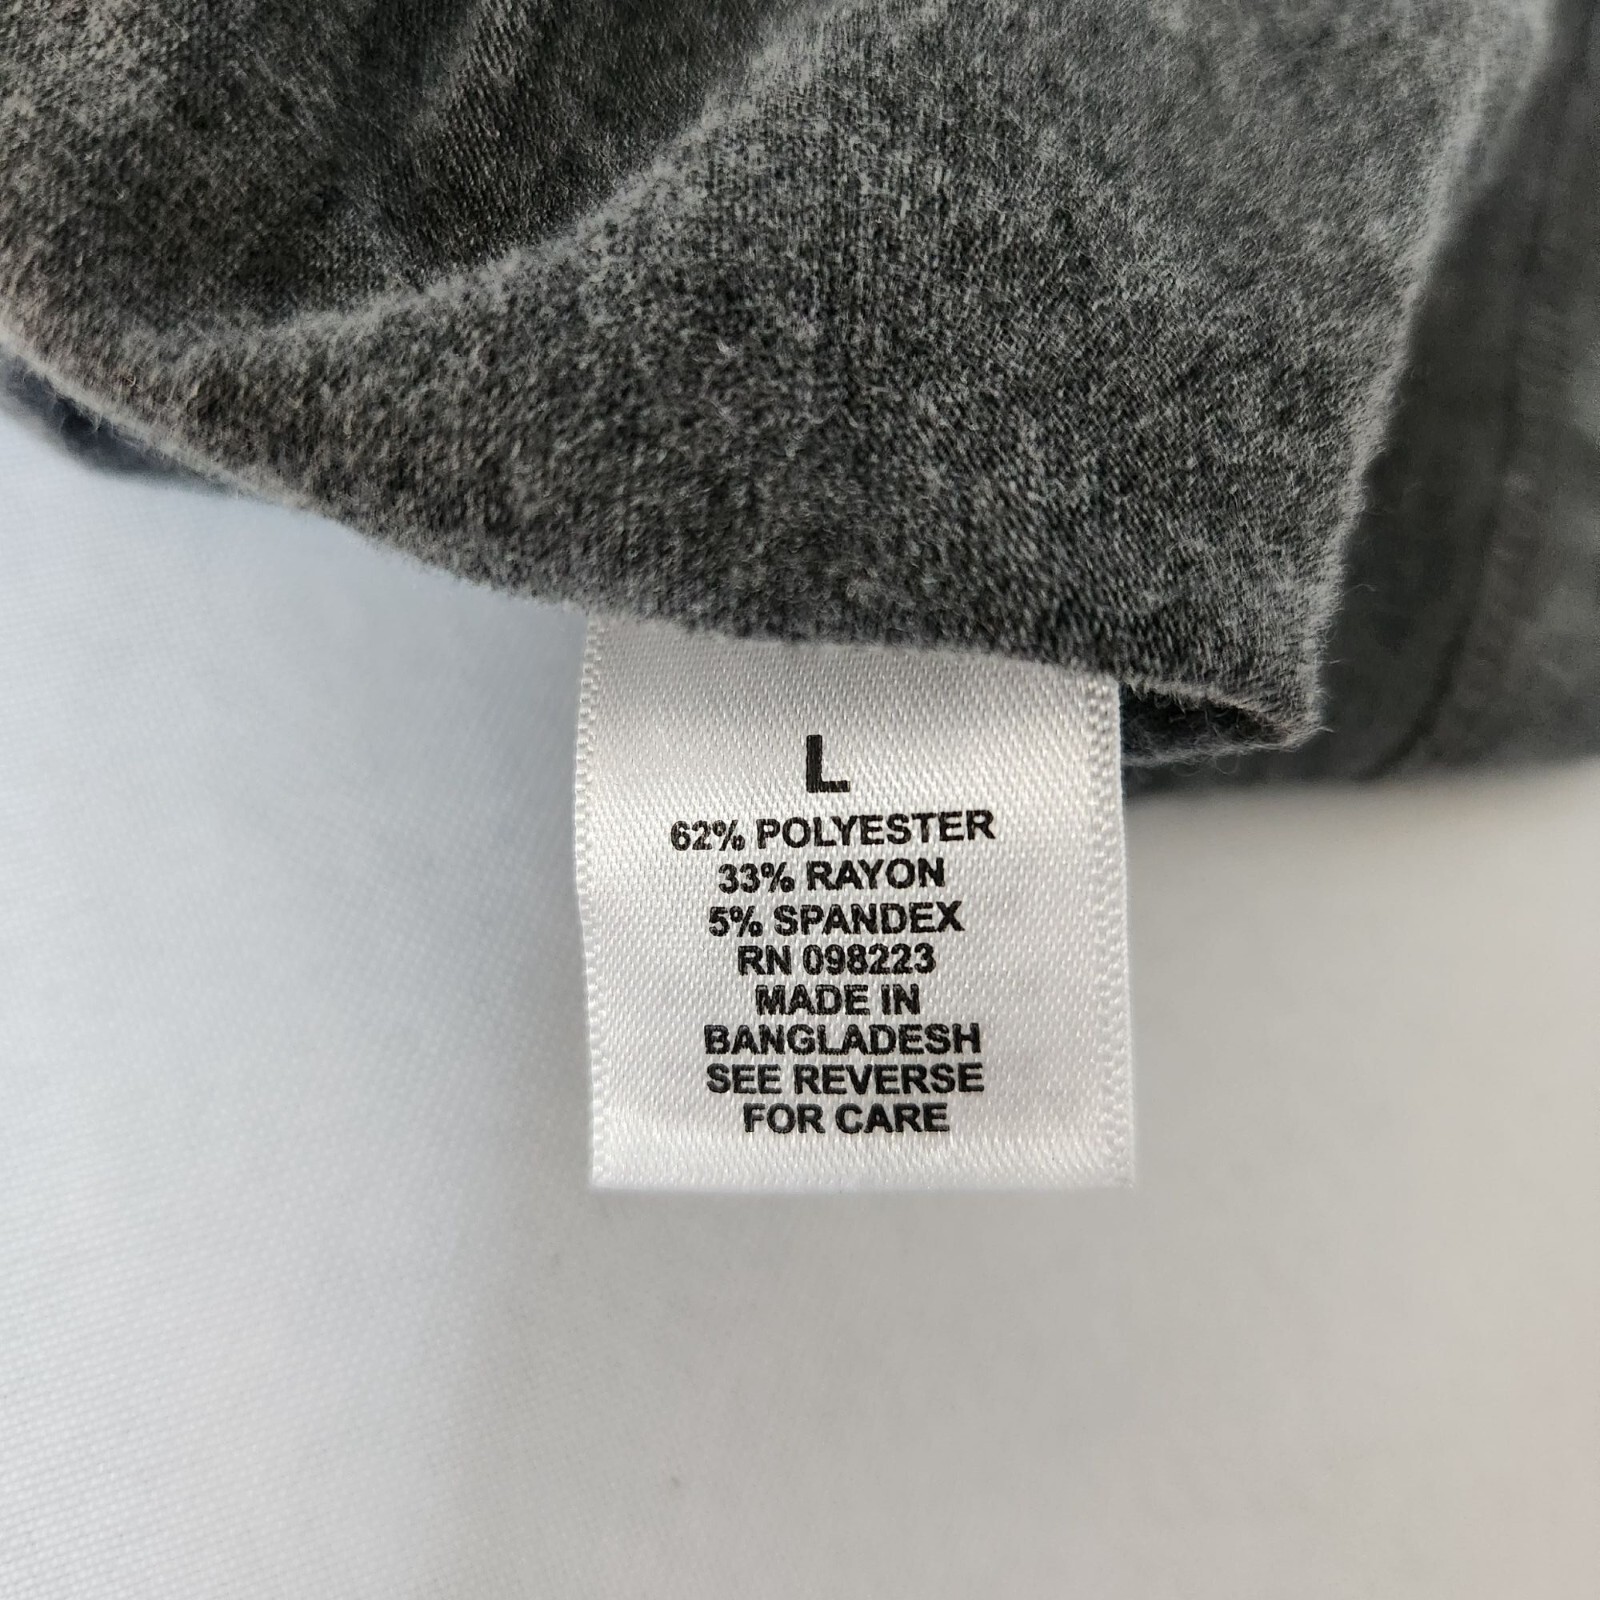 L
62% POLYESTER
33% RAYON
5% SPANDEX
RN 098223
MADE IN
BANGLADESH
SEE REVERSE
FOR CARE